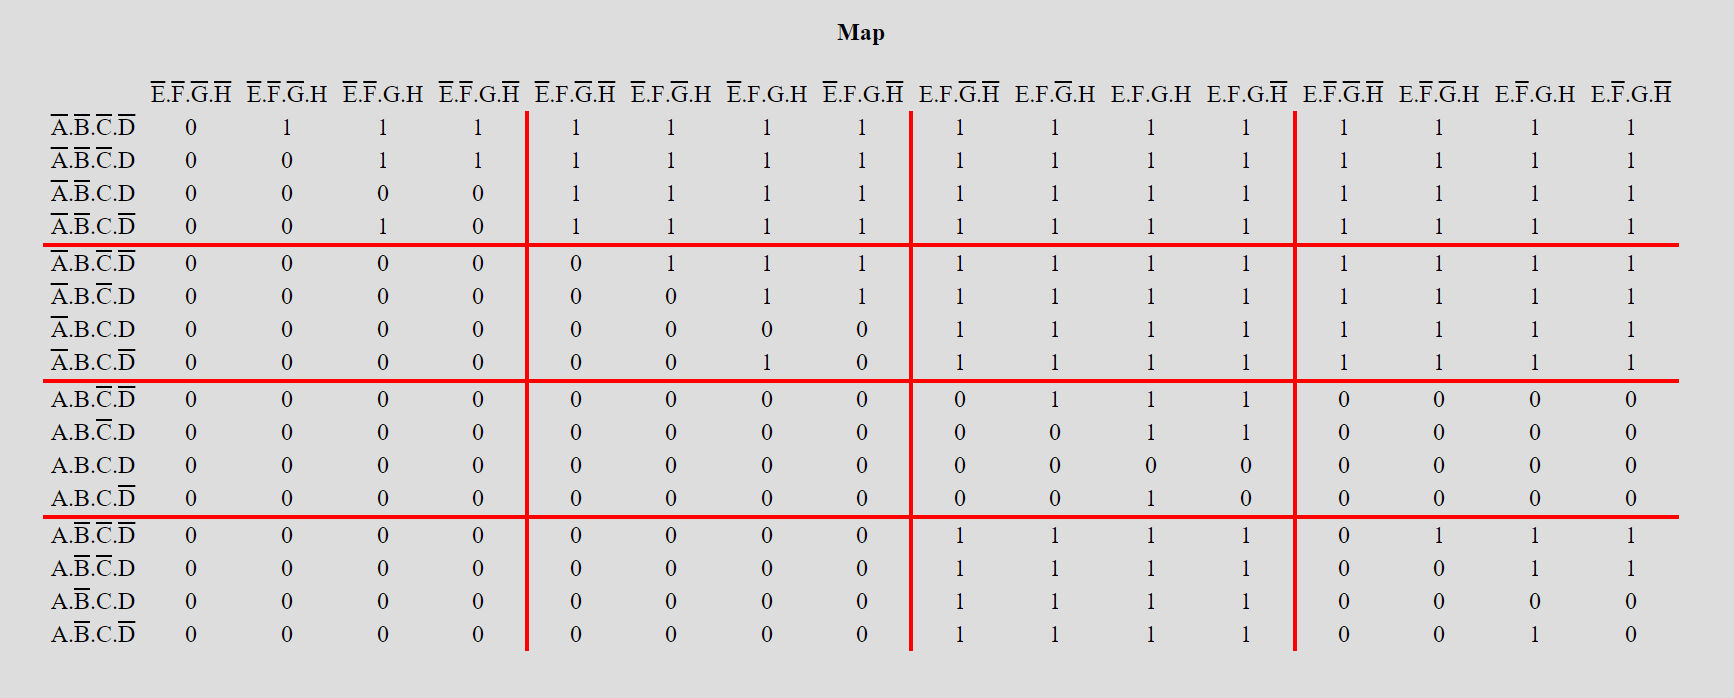 Map
E̅.F̅.G̅.H̅ E̅.F̅.G̅.H E̅.F̅.G.H E̅.F̅.G.H̅ E̅.F.G̅.H̅ E̅.F.G̅.H E̅.F.G.H E̅.F.G.H̅ E.F.G̅.H̅ E.F.G̅.H E.F.G.H E.F.G.H̅ E.F̅.G̅.H̅ E.F̅.G̅.H E.F̅.G.H E.F̅.G.H̅
A̅.B̅.C̅.D̅ 0 1 1 1 1 1 1 1 1 1 1 1 1 1 1 1
A̅.B̅.C̅.D 0 0 1 1 1 1 1 1 1 1 1 1 1 1 1 1
A̅.B̅.C.D 0 0 0 0 1 1 1 1 1 1 1 1 1 1 1 1
A̅.B̅.C.D̅ 0 0 1 0 1 1 1 1 1 1 1 1 1 1 1 1
A̅.B.C̅.D̅ 0 0 0 0 0 1 1 1 1 1 1 1 1 1 1 1
A̅.B.C̅.D 0 0 0 0 0 0 1 1 1 1 1 1 1 1 1 1
A̅.B.C.D 0 0 0 0 0 0 0 0 1 1 1 1 1 1 1 1
A̅.B.C.D̅ 0 0 0 0 0 0 1 0 1 1 1 1 1 1 1 1
A.B.C̅.D̅ 0 0 0 0 0 0 0 0 0 1 1 1 0 0 0 0
A.B.C̅.D 0 0 0 0 0 0 0 0 0 0 1 1 0 0 0 0
A.B.C.D 0 0 0 0 0 0 0 0 0 0 0 0 0 0 0 0
A.B.C.D̅ 0 0 0 0 0 0 0 0 0 0 1 0 0 0 0 0
A.B̅.C̅.D̅ 0 0 0 0 0 0 0 0 1 1 1 1 0 1 1 1
A.B̅.C̅.D 0 0 0 0 0 0 0 0 1 1 1 1 0 0 1 1
A.B̅.C.D 0 0 0 0 0 0 0 0 1 1 1 1 0 0 0 0
A.B̅.C.D̅ 0 0 0 0 0 0 0 0 1 1 1 1 0 0 1 0